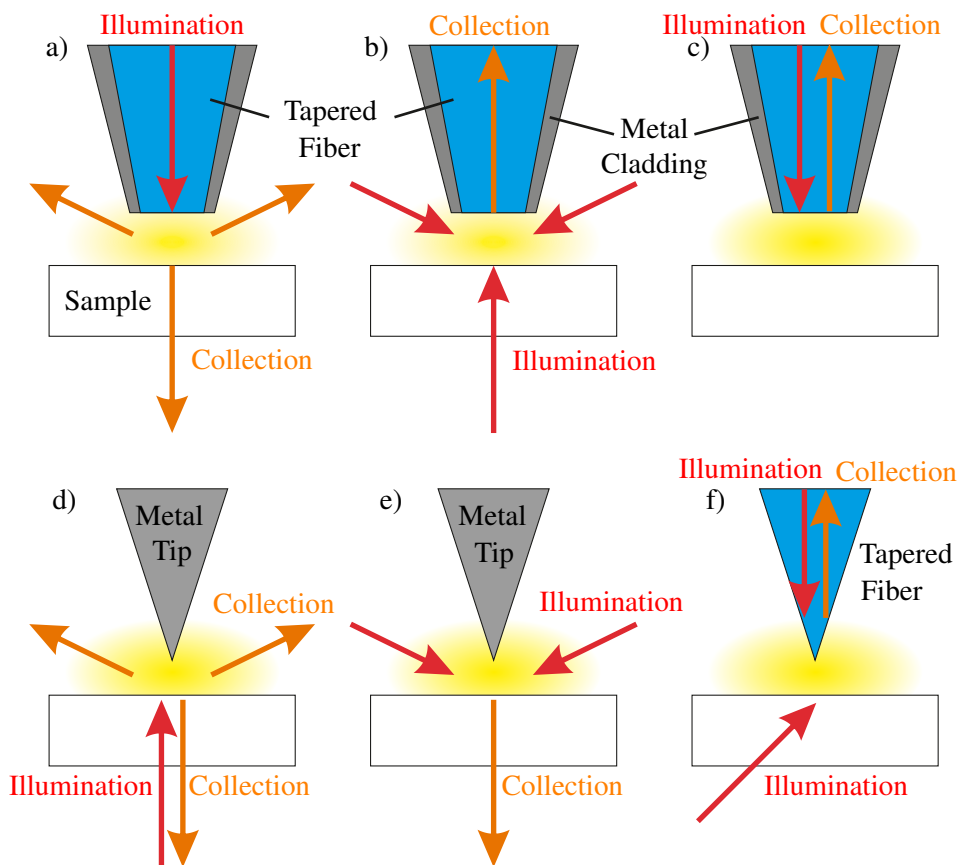 a)
Illumination
b)
Collection
c)
Illumination
Collection
Tapered
Fiber
Metal
Cladding
Sample
Collection
Illumination
d)
Metal
Tip
Collection
Illumination
Collection
e)
Metal
Tip
Illumination
Collection
f)
Illumination
Collection
Tapered
Fiber
Illumination